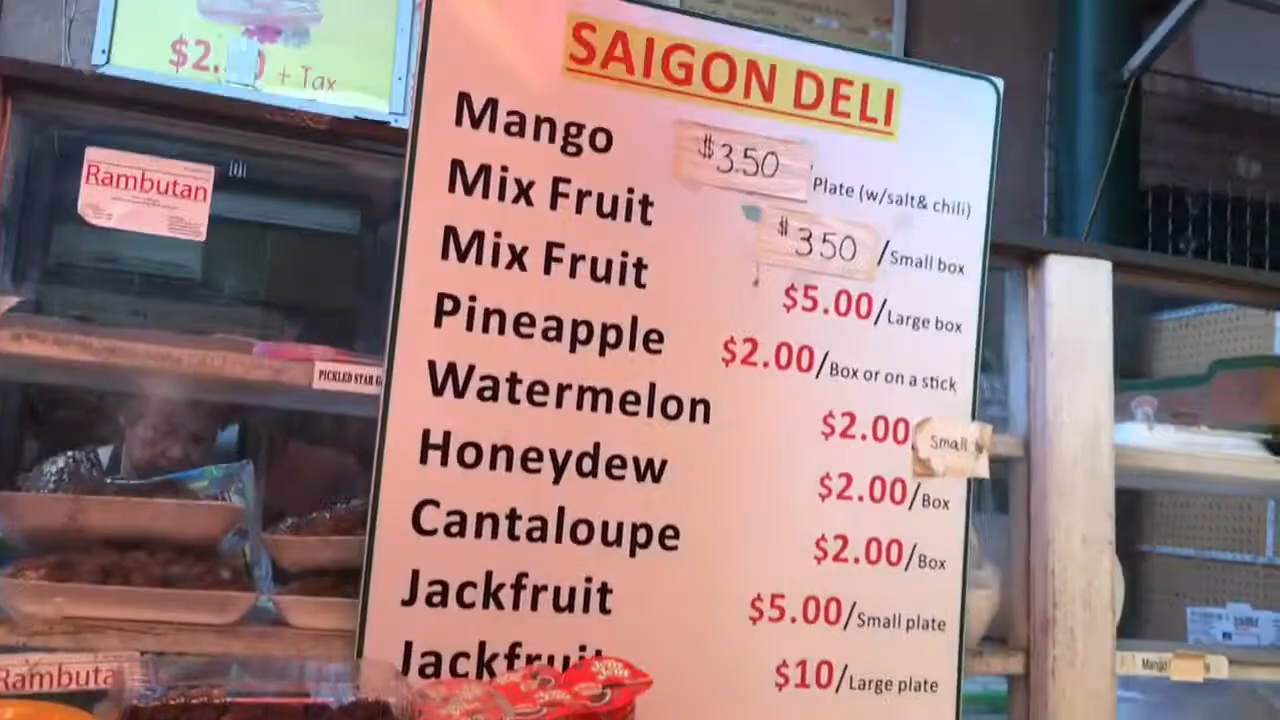 $2. 0 + Tax
SAIGON DELI
Mango $3.50 Plate (w/salt& chili)
Mix Fruit $3.50 /Small box
Mix Fruit $5.00/Large box
Pineapple $2.00/Box or on a stick
Watermelon $2.00 Small
Honeydew $2.00/Box
Cantaloupe $2.00/Box
Jackfruit $5.00/Small plate
Jackfruit $10/Large plate
Rambutan
PICKLED STAR
Rambuta
Mango